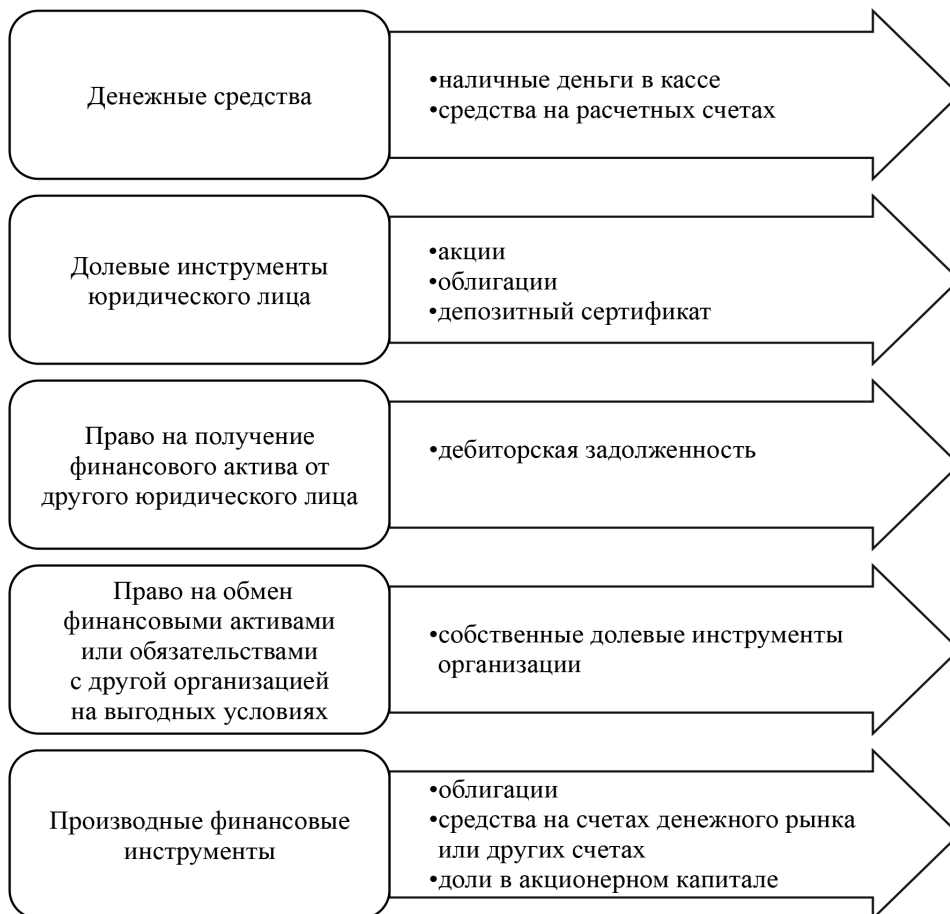 Денежные средства
•наличные деньги в кассе
•средства на расчетных счетах
Долевые инструменты
юридического лица
•акции
•облигации
•депозитный сертификат
Право на получение
финансового актива от
другого юридического лица
•дебиторская задолженность
Право на обмен
финансовыми активами
или обязательствами
с другой организацией
на выгодных условиях
•собственные долевые инструменты
организации
Производные финансовые
инструменты
•облигации
•средства на счетах денежного рынка
или других счетах
•доли в акционерном капитале